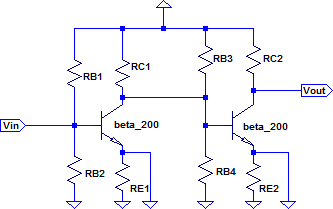 RB1
RC1
RB3
RC2
Vout
Vin
beta_200
beta_200
RB2
RE1
RB4
RE2